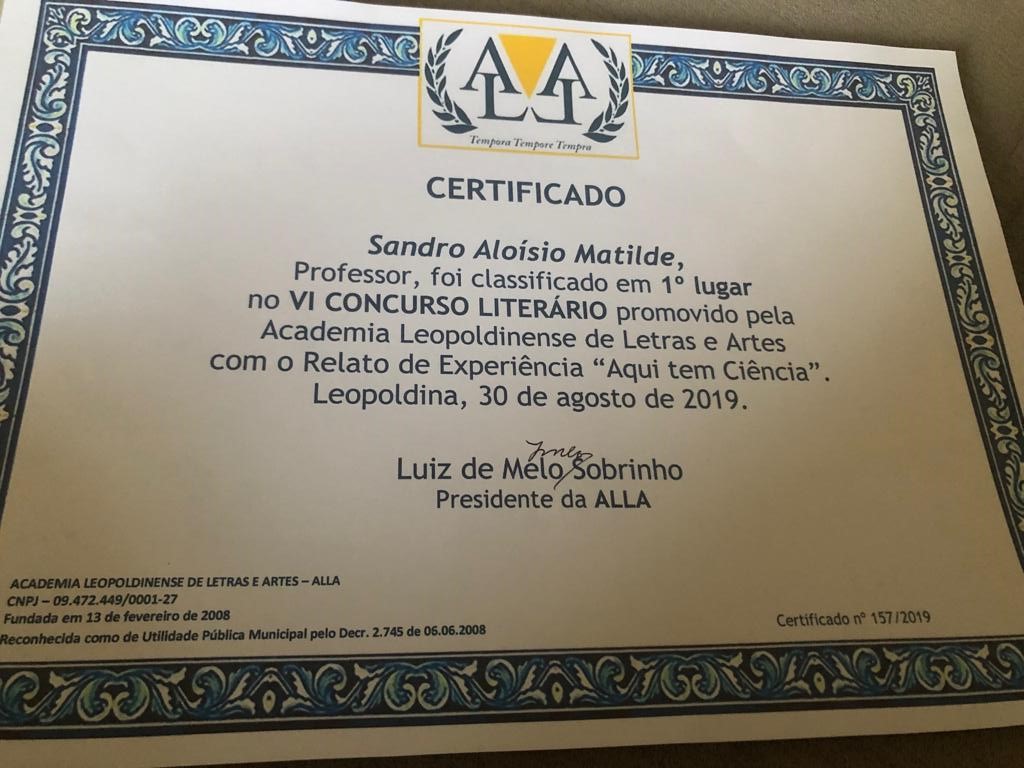 ALLA
Tempora Tempore Tempra
CERTIFICADO
Sandro Aloísio Matilde,
Professor, foi classificado em 1º lugar
no VI CONCURSO LITERÁRIO promovido pela
Academia Leopoldinense de Letras e Artes
com o Relato de Experiência “Aqui tem Ciência”.
Leopoldina, 30 de agosto de 2019.
Luiz de Melo Sobrinho
Presidente da ALLA
ACADEMIA LEOPOLDINENSE DE LETRAS E ARTES – ALLA
CNPJ – 09.472.449/0001-27
Fundada em 13 de fevereiro de 2008
Reconhecida como de Utilidade Pública Municipal pelo Decr. 2.745 de 06.06.2008
Certificado nº 157/2019